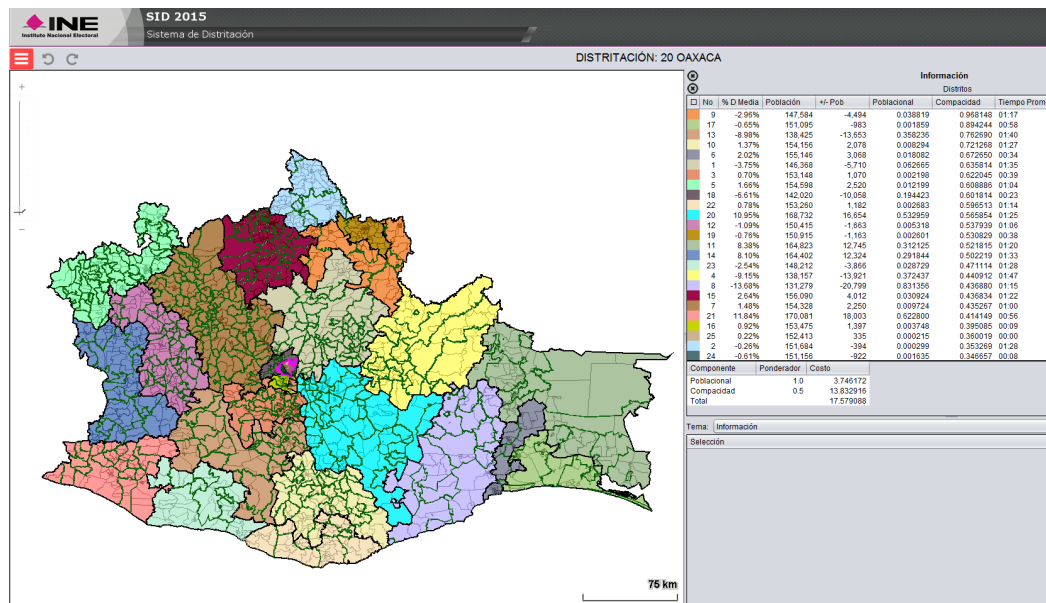 INE
Instituto Nacional Electoral
SID 2015
Sistema de Distritación
DISTRITACIÓN: 20 OAXACA
Información
Distritos
No % D Media Población +/- Pob Poblacional Compacidad Tiempo Prom
9 -2.96% 147,584 -4,494 0.038819 0.968148 01:17
17 -0.65% 151,095 -983 0.001859 0.894244 00:58
13 -8.98% 138,425 -13,653 0.358236 0.762690 01:40
10 1.37% 154,156 2,078 0.008294 0.721268 01:27
6 2.02% 155,146 3,068 0.018082 0.672650 00:34
1 -3.75% 146,368 -5,710 0.062665 0.635814 01:35
3 0.70% 153,148 1,070 0.002198 0.622045 00:39
5 1.66% 154,598 2,520 0.012199 0.608886 01:04
18 -6.61% 142,020 -10,058 0.194423 0.601814 00:23
22 0.78% 153,260 1,182 0.002683 0.596513 01:14
20 10.95% 168,732 16,654 0.532959 0.565854 01:25
12 -1.09% 150,415 -1,663 0.005318 0.537939 01:06
19 -0.76% 150,915 -1,163 0.002601 0.530829 00:38
11 8.38% 164,823 12,745 0.312125 0.521815 01:20
14 8.10% 164,402 12,324 0.291844 0.502219 01:33
23 -2.54% 148,212 -3,866 0.028729 0.471114 01:28
4 -9.15% 138,157 -13,921 0.372437 0.440912 01:47
8 -13.68% 131,279 -20,799 0.831356 0.436880 01:15
15 2.64% 156,090 4,012 0.030924 0.436834 01:22
7 1.48% 154,328 2,250 0.009724 0.435267 01:00
21 11.84% 170,081 18,003 0.622800 0.414149 00:56
16 0.92% 153,475 1,397 0.003748 0.395085 00:09
25 0.22% 152,413 335 0.000215 0.360019 00:00
2 -0.26% 151,684 -394 0.000299 0.353269 01:28
24 -0.61% 151,156 -922 0.001635 0.346657 00:08
Componente Ponderador Costo
Poblacional 1.0 3.746172
Compacidad 0.5 13.832916
Total 17.579088
Tema: Información
Selección
75 km